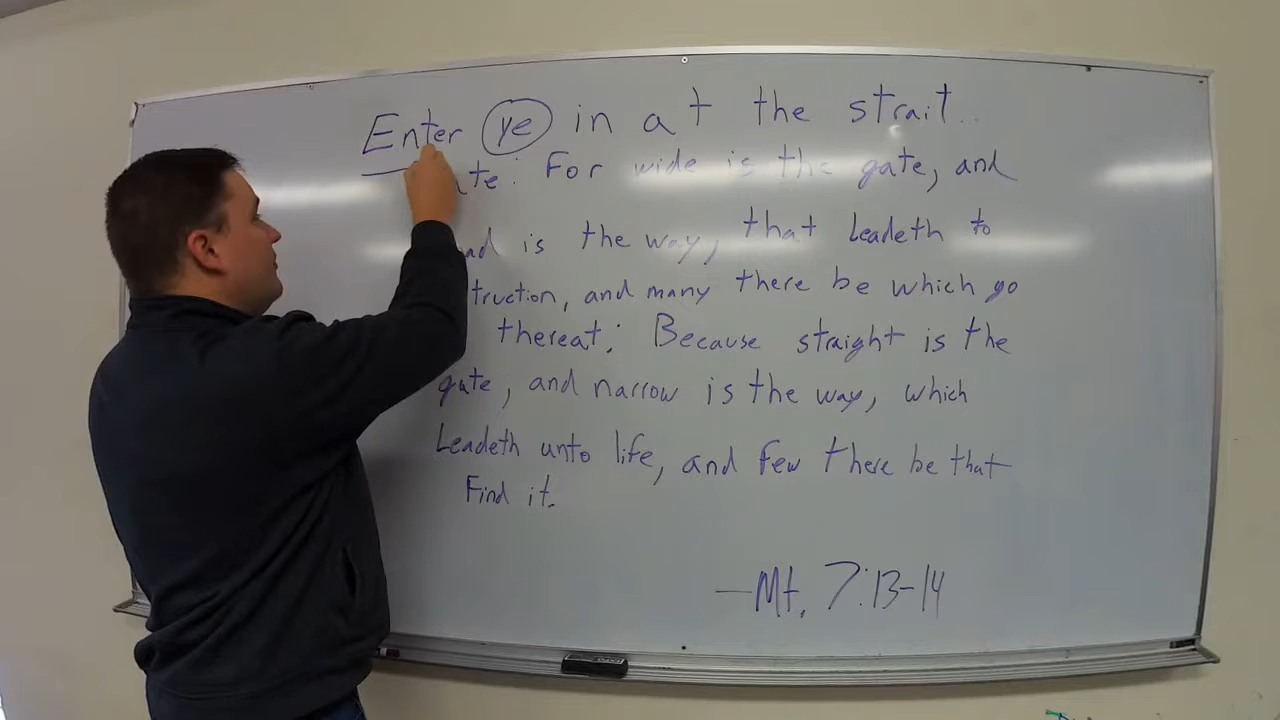 Enter ye in at the strait..
ate: For wide is the gate, and
ad is the way, that leadeth to
truction, and many there be which go
thereat: Because straight is the
gate, and narrow is the way, which
Leadeth unto life, and few there be that
Find it.
—Mt. 7:13-14